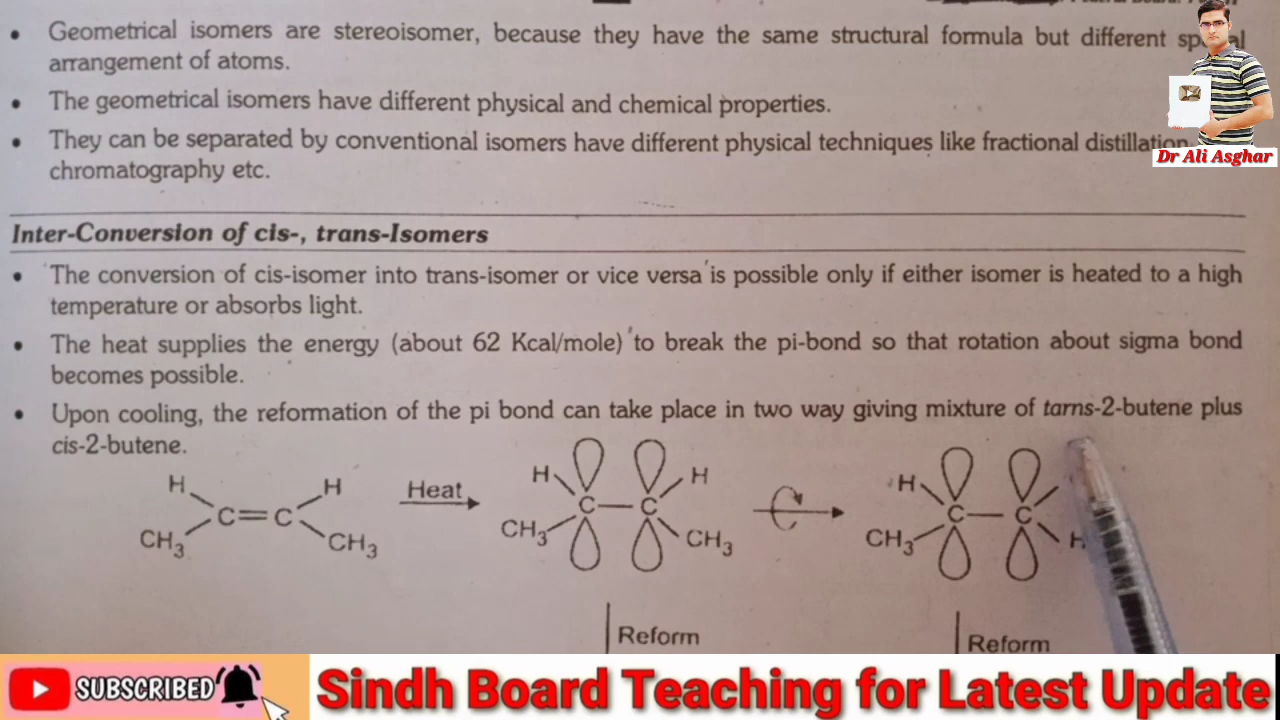 Geometrical isomers are stereoisomer, because they have the same structural formula but different
arrangement of atoms.
The geometrical isomers have different physical and chemical properties.
They can be separated by conventional isomers have different physical techniques like fractional distillation
chromatography etc.
Dr Ali Asghar
Inter-Conversion of cis-, trans-Isomers
The conversion of cis-isomer into trans-isomer or vice versa is possible only if either isomer is heated to a high
temperature or absorbs light.
The heat supplies the energy (about 62 Kcal/mole) to break the pi-bond so that rotation about sigma bond
becomes possible.
Upon cooling, the reformation of the pi bond can take place in two way giving mixture of tarns-2-butene plus
cis-2-butene.
H H Heat H H H
C=C C—C C—C
CH3 CH3 CH3 CH3 CH3 H
Reform Reform
SUBSCRIBED Sindh Board Teaching for Latest Update